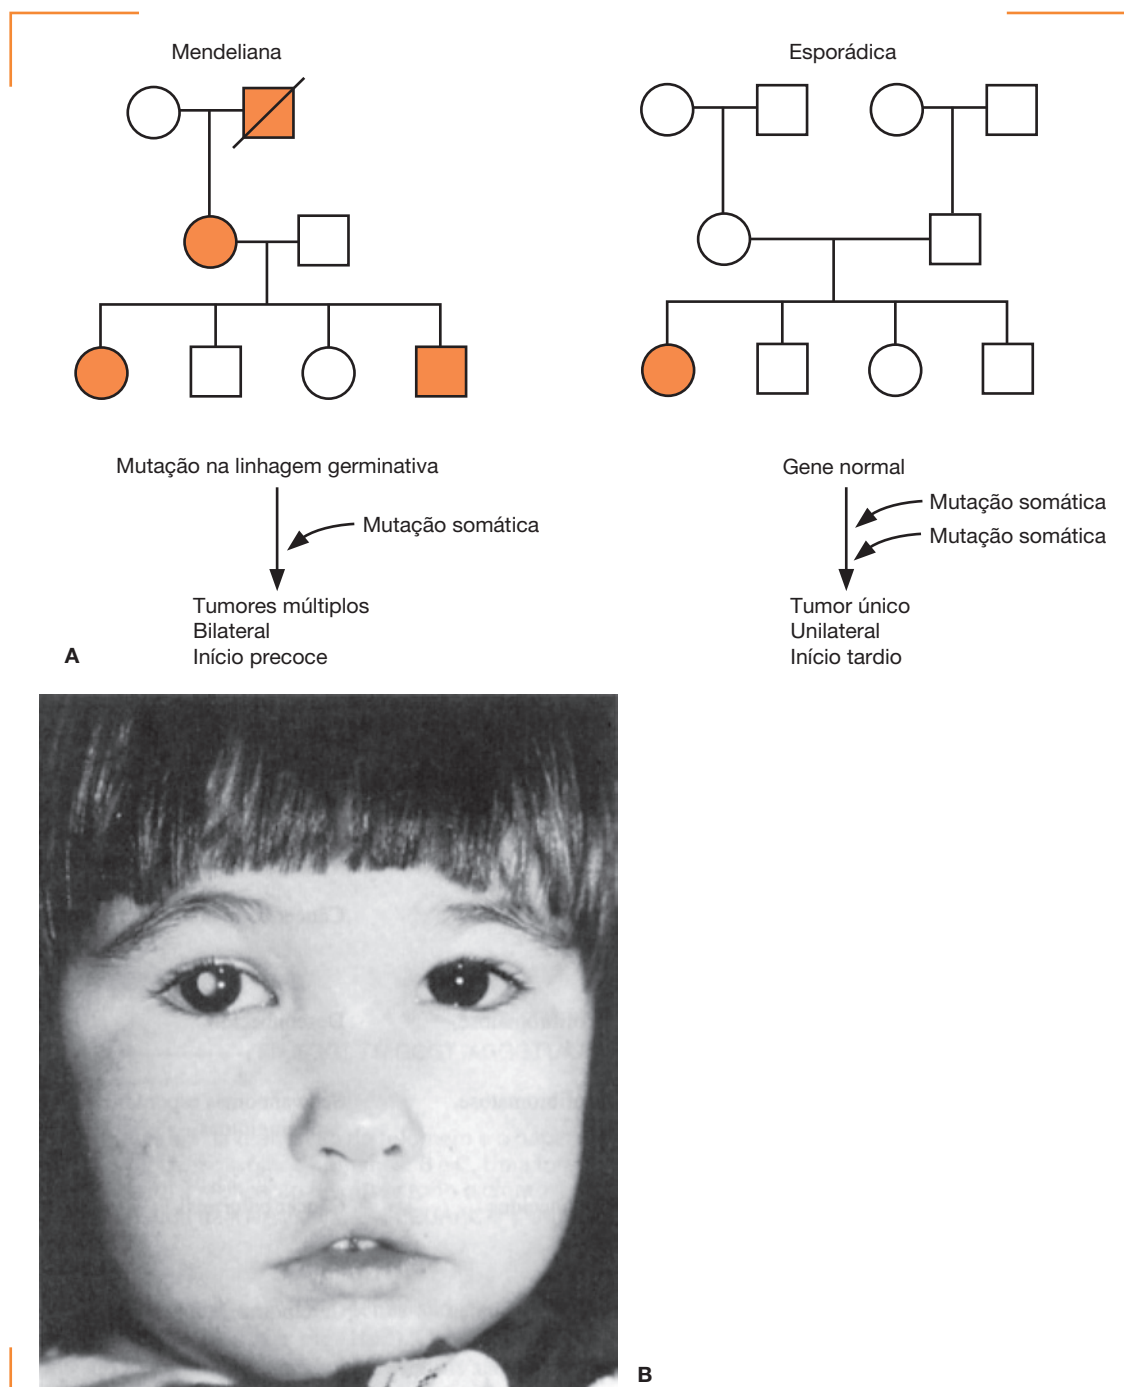 Mendeliana
Esporádica
Mutação na linhagem germinativa
Mutação somática
Tumores múltiplos
Bilateral
Início precoce
A
Gene normal
Mutação somática
Mutação somática
Tumor único
Unilateral
Início tardio
B